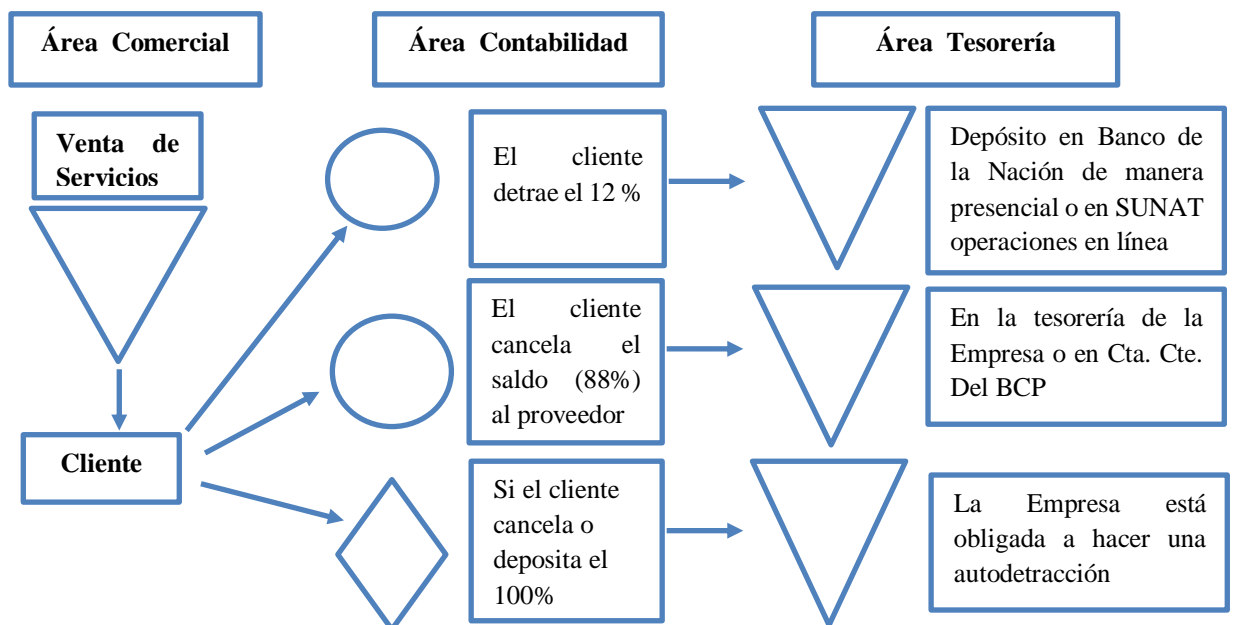 Área Comercial
Área Contabilidad
Área Tesorería
Venta de
Servicios
Cliente
El cliente
detrae el 12 %
Depósito en Banco de
la Nación de manera
presencial o en SUNAT
operaciones en línea
El cliente
cancela el
saldo (88%)
al proveedor
En la tesorería de la
Empresa o en Cta. Cte.
Del BCP
Si el cliente
cancela o
deposita el
100%
La Empresa está
obligada a hacer una
autodetracción